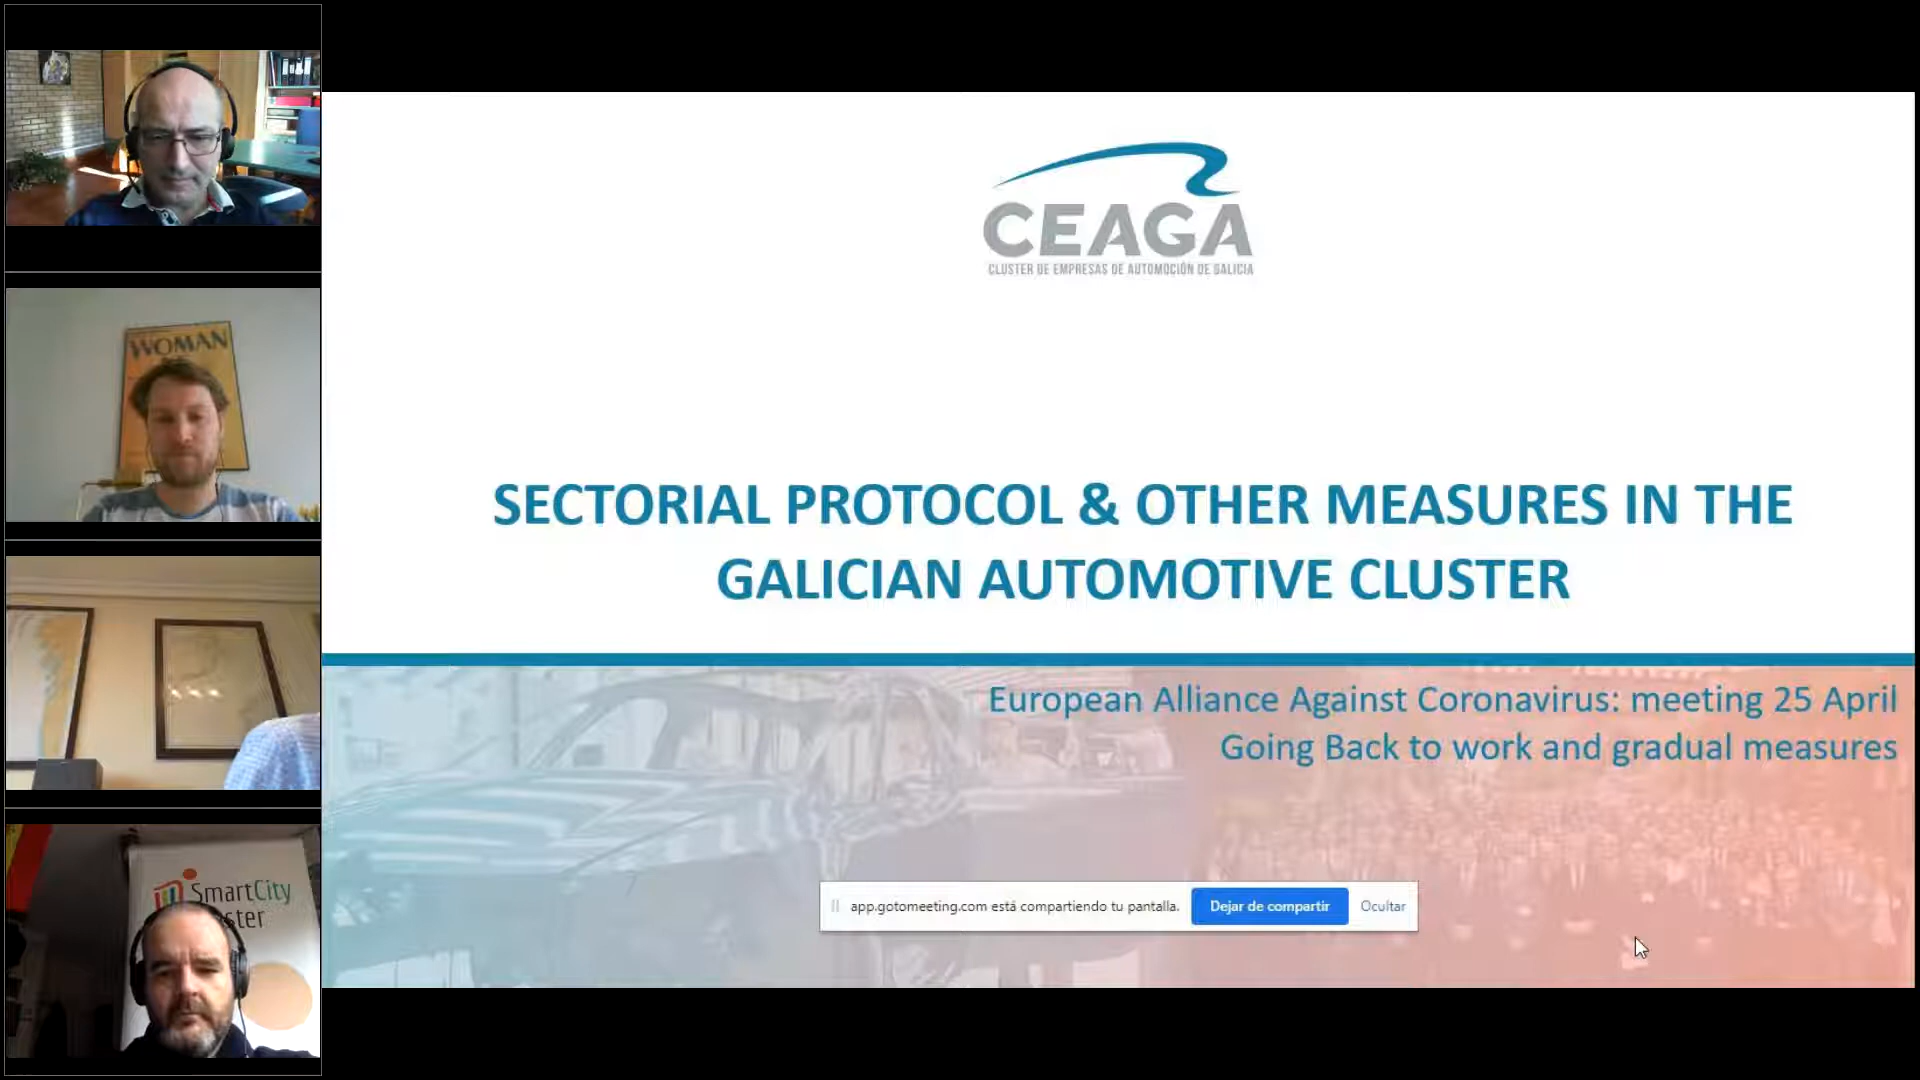 WOMAN
SmartCity
ster
CEAGA
CLUSTER DE EMPRESAS DE AUTOMOCIÓN DE GALICIA
SECTORIAL PROTOCOL & OTHER MEASURES IN THE
GALICIAN AUTOMOTIVE CLUSTER
European Alliance Against Coronavirus: meeting 25 April
Going Back to work and gradual measures
app.gotomeeting.com está compartiendo tu pantalla.
Dejar de compartir
Ocultar